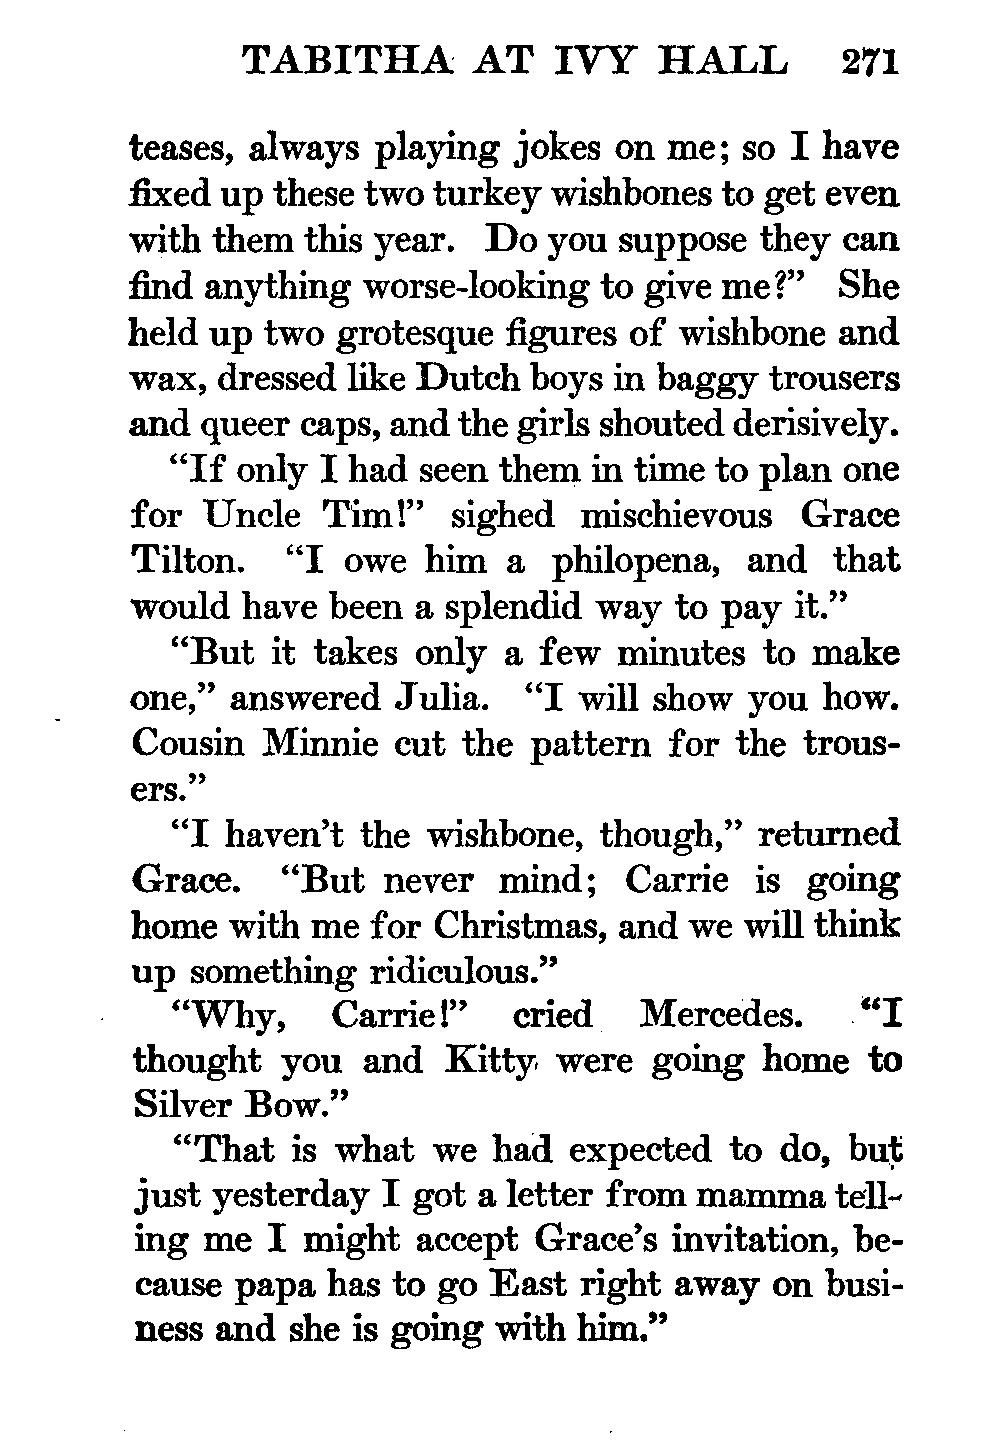 TABITHA AT IVY HALL 271
teases, always playing jokes on me; so I have
fixed up these two turkey wishbones to get even
with them this year. Do you suppose they can
find anything worse-looking to give me?” She
held up two grotesque figures of wishbone and
wax, dressed like Dutch boys in baggy trousers
and queer caps, and the girls shouted derisively.
“If only I had seen them in time to plan one
for Uncle Tim!” sighed mischievous Grace
Tilton. “I owe him a philopena, and that
would have been a splendid way to pay it.”
“But it takes only a few minutes to make
one,” answered Julia. “I will show you how.
Cousin Minnie cut the pattern for the trous-
ers.”
“I haven’t the wishbone, though,” returned
Grace. “But never mind; Carrie is going
home with me for Christmas, and we will think
up something ridiculous.”
“Why, Carrie!” cried Mercedes. “I
thought you and Kitty were going home to
Silver Bow.”
“That is what we had expected to do, but
just yesterday I got a letter from mamma tell-
ing me I might accept Grace’s invitation, be-
cause papa has to go East right away on busi-
ness and she is going with him.”